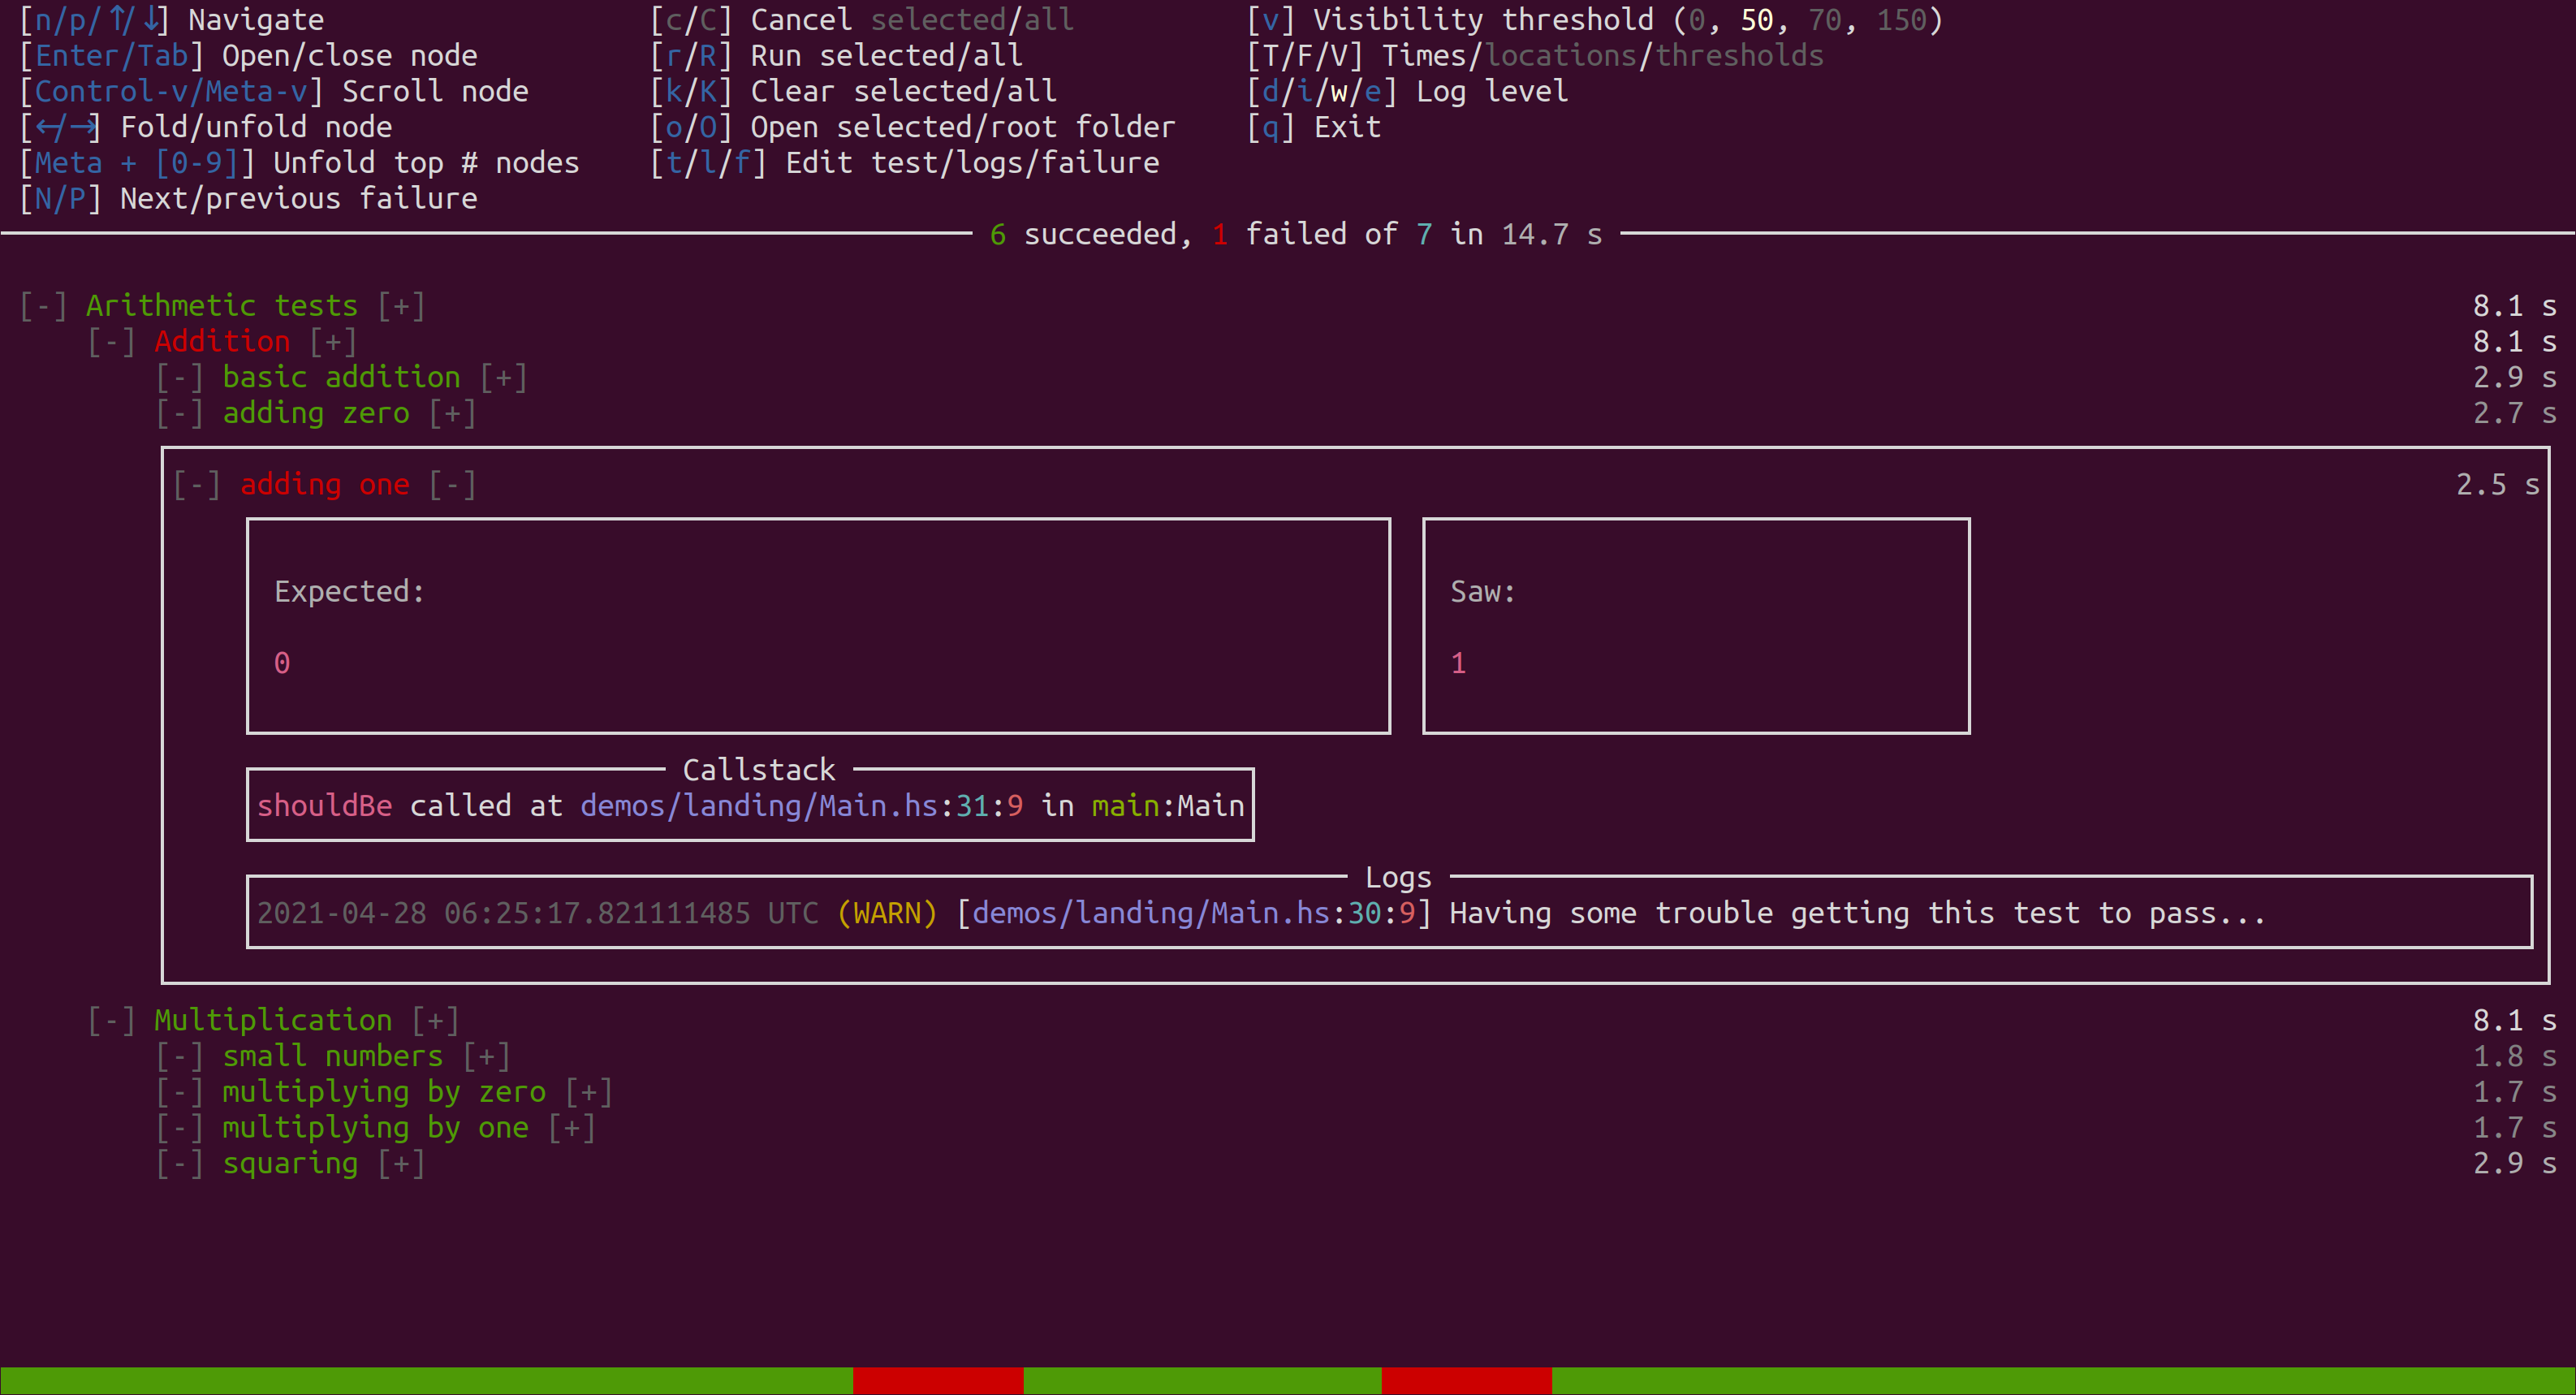 [n/p/↑/↓] Navigate [c/C] Cancel selected/all [v] Visibility threshold (0, 50, 70, 150)
[Enter/Tab] Open/close node [r/R] Run selected/all [T/F/V] Times/locations/thresholds
[Control-v/Meta-v] Scroll node [k/K] Clear selected/all [d/i/w/e] Log level
[←/→] Fold/unfold node [o/O] Open selected/root folder [q] Exit
[Meta + [0-9]] Unfold top # nodes [t/l/f] Edit test/logs/failure
[N/P] Next/previous failure
6 succeeded, 1 failed of 7 in 14.7 s
[-] Arithmetic tests [+] 8.1 s
[-] Addition [+] 8.1 s
[-] basic addition [+] 2.9 s
[-] adding zero [+] 2.7 s
[-] adding one [-] 2.5 s
Expected: Saw:
0 1
Callstack
shouldBe called at demos/landing/Main.hs:31:9 in main:Main
Logs
2021-04-28 06:25:17.821111485 UTC (WARN) [demos/landing/Main.hs:30:9] Having some trouble getting this test to pass...
[-] Multiplication [+] 8.1 s
[-] small numbers [+] 1.8 s
[-] multiplying by zero [+] 1.7 s
[-] multiplying by one [+] 1.7 s
[-] squaring [+] 2.9 s